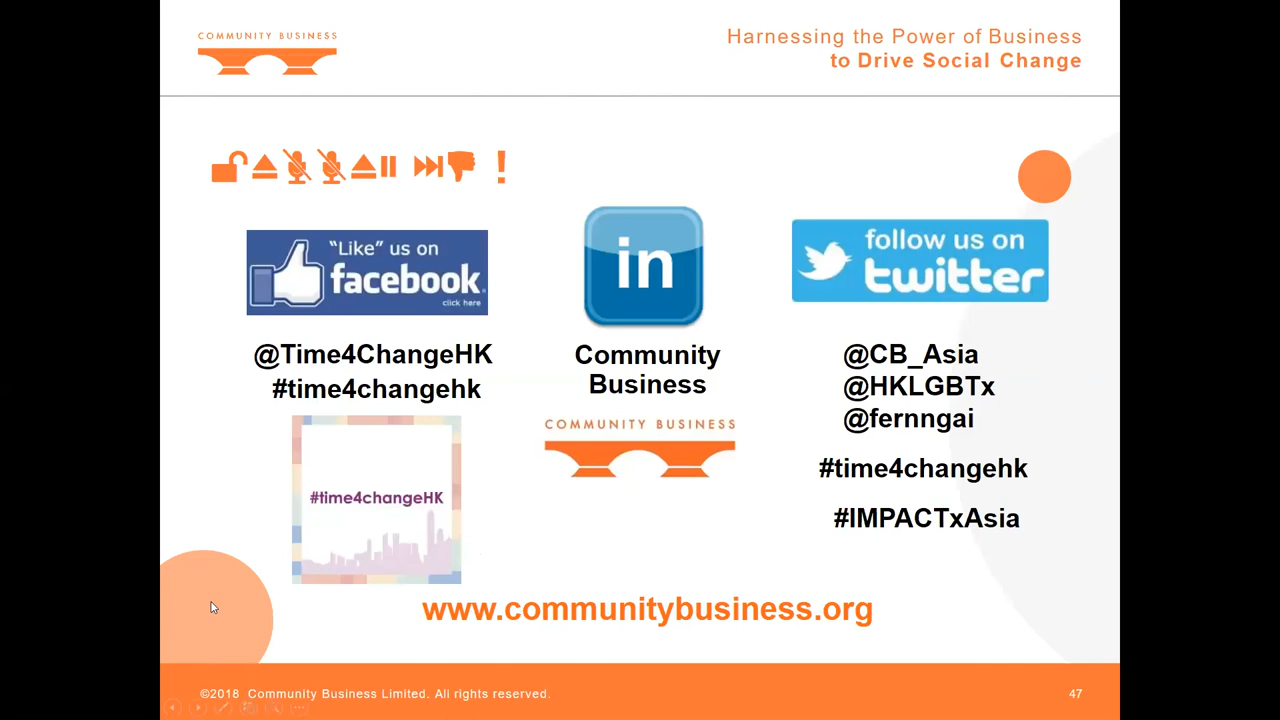 COMMUNITY BUSINESS
Harnessing the Power of Business
to Drive Social Change
!
"Like" us on
facebook.
click here
in
follow us on
twitter
@Time4ChangeHK
#time4changehk
#time4changeHK
Community
Business
COMMUNITY BUSINESS
@CB_Asia
@HKLGBTx
@fernngai
#time4changehk
#IMPACTxAsia
www.communitybusiness.org
©2018 Community Business Limited. All rights reserved.
47